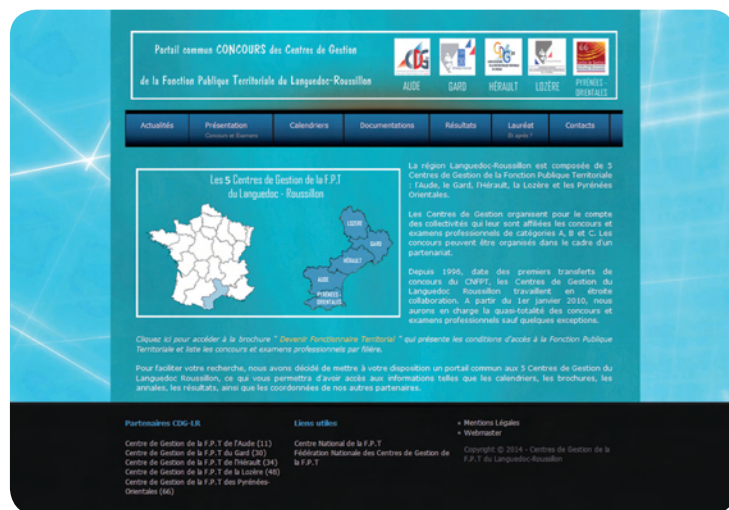 Portail commun CONCOURS des Centres de Gestion
de la Fonction Publique Territoriale du Languedoc-Roussillon
AUDE
GARD
HÉRAULT
LOZÈRE
PYRÉNÉES -
ORIENTALES
Actualités
Présentation
Concours et Examens
Calendriers
Documentations
Résultats
Lauréat
Et après ?
Contacts
Les 5 Centres de Gestion de la F.P.T
du Languedoc - Roussillon
LOZÈRE
GARD
HÉRAULT
AUDE
PYRÉNÉES
ORIENTALES
La région Languedoc-Roussillon est composée de 5
Centres de Gestion de la Fonction Publique Territoriale
: l'Aude, le Gard, l'Hérault, la Lozère et les Pyrénées
Orientales.
Les Centres de Gestion organisent pour le compte
des collectivités qui leur sont affiliées les concours et
examens professionnels de catégories A, B et C. Les
concours peuvent être organisés dans le cadre d'un
partenariat.
Depuis 1996, date des premiers transferts de
concours du CNFPT, les Centres de Gestion du
Languedoc Roussillon travaillent en étroite
collaboration. A partir du 1er janvier 2010, nous
aurons en charge la quasi-totalité des concours et
examens professionnels sauf quelques exceptions.
Cliquez ici pour accéder à la brochure " Devenir Fonctionnaire Territorial " qui présente les conditions d'accès à la Fonction Publique
Territoriale et liste les concours et examens professionnels par filière.
Pour faciliter votre recherche, nous avons décidé de mettre à votre disposition un portail commun aux 5 Centres de Gestion du
Languedoc Roussillon, ce qui vous permettra d'avoir accès aux informations telles que les calendriers, les brochures, les
annales, les résultats, ainsi que les coordonnées de nos autres partenaires.
Partenaires CDG-LR
Centre de Gestion de la F.P.T de l'Aude (11)
Centre de Gestion de la F.P.T du Gard (30)
Centre de Gestion de la F.P.T de l'Hérault (34)
Centre de Gestion de la F.P.T de la Lozère (48)
Centre de Gestion de la F.P.T des Pyrénées-
Orientales (66)
Liens utiles
Centre National de la F.P.T
Fédération Nationale des Centres de Gestion de
la F.P.T
Mentions Légales
Webmaster
Copyright © 2014 - Centres de Gestion de la
F.P.T du Languedoc-Roussillon